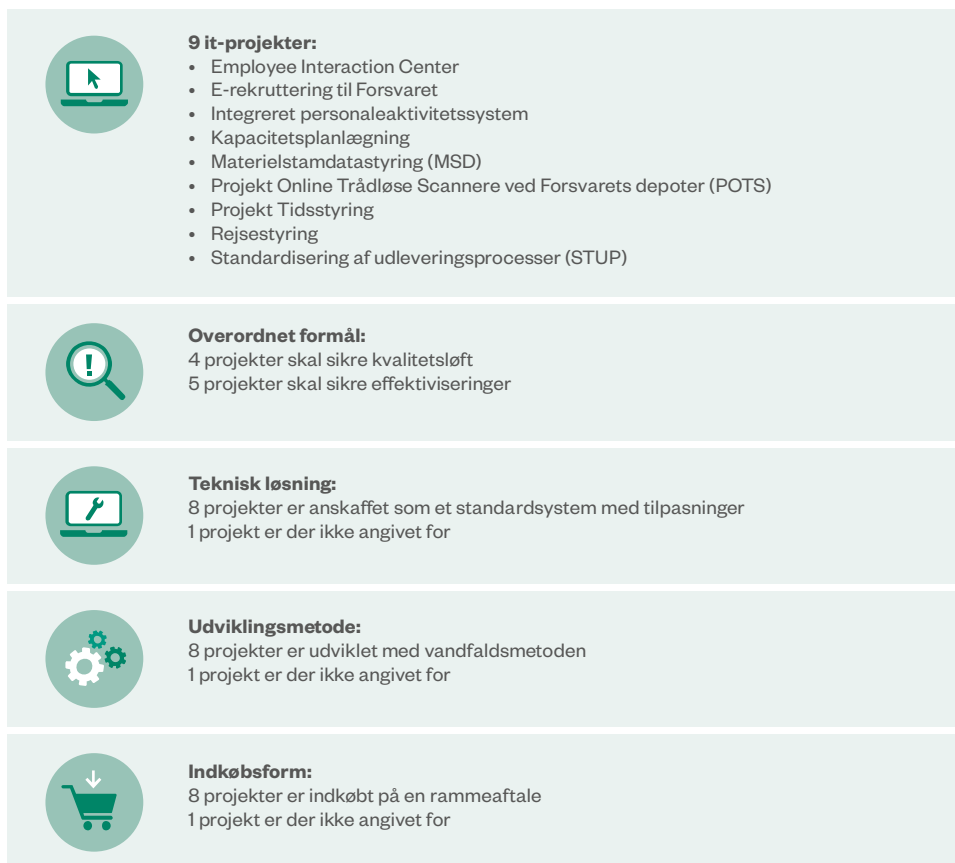 9 it-projekter:
• Employee Interaction Center
• E-rekruttering til Forsvaret
• Integreret personaleaktivitetssystem
• Kapacitetsplanlægning
• Materielstamdatastyring (MSD)
• Projekt Online Trådløse Scannere ved Forsvarets depoter (POTS)
• Projekt Tidsstyring
• Rejsestyring
• Standardisering af udleveringsprocesser (STUP)
Overordnet formål:
4 projekter skal sikre kvalitetsløft
5 projekter skal sikre effektiviseringer
Teknisk løsning:
8 projekter er anskaffet som et standardsystem med tilpasninger
1 projekt er der ikke angivet for
Udviklingsmetode:
8 projekter er udviklet med vandfaldsmetoden
1 projekt er der ikke angivet for
Indkøbsform:
8 projekter er indkøbt på en rammeaftale
1 projekt er der ikke angivet for